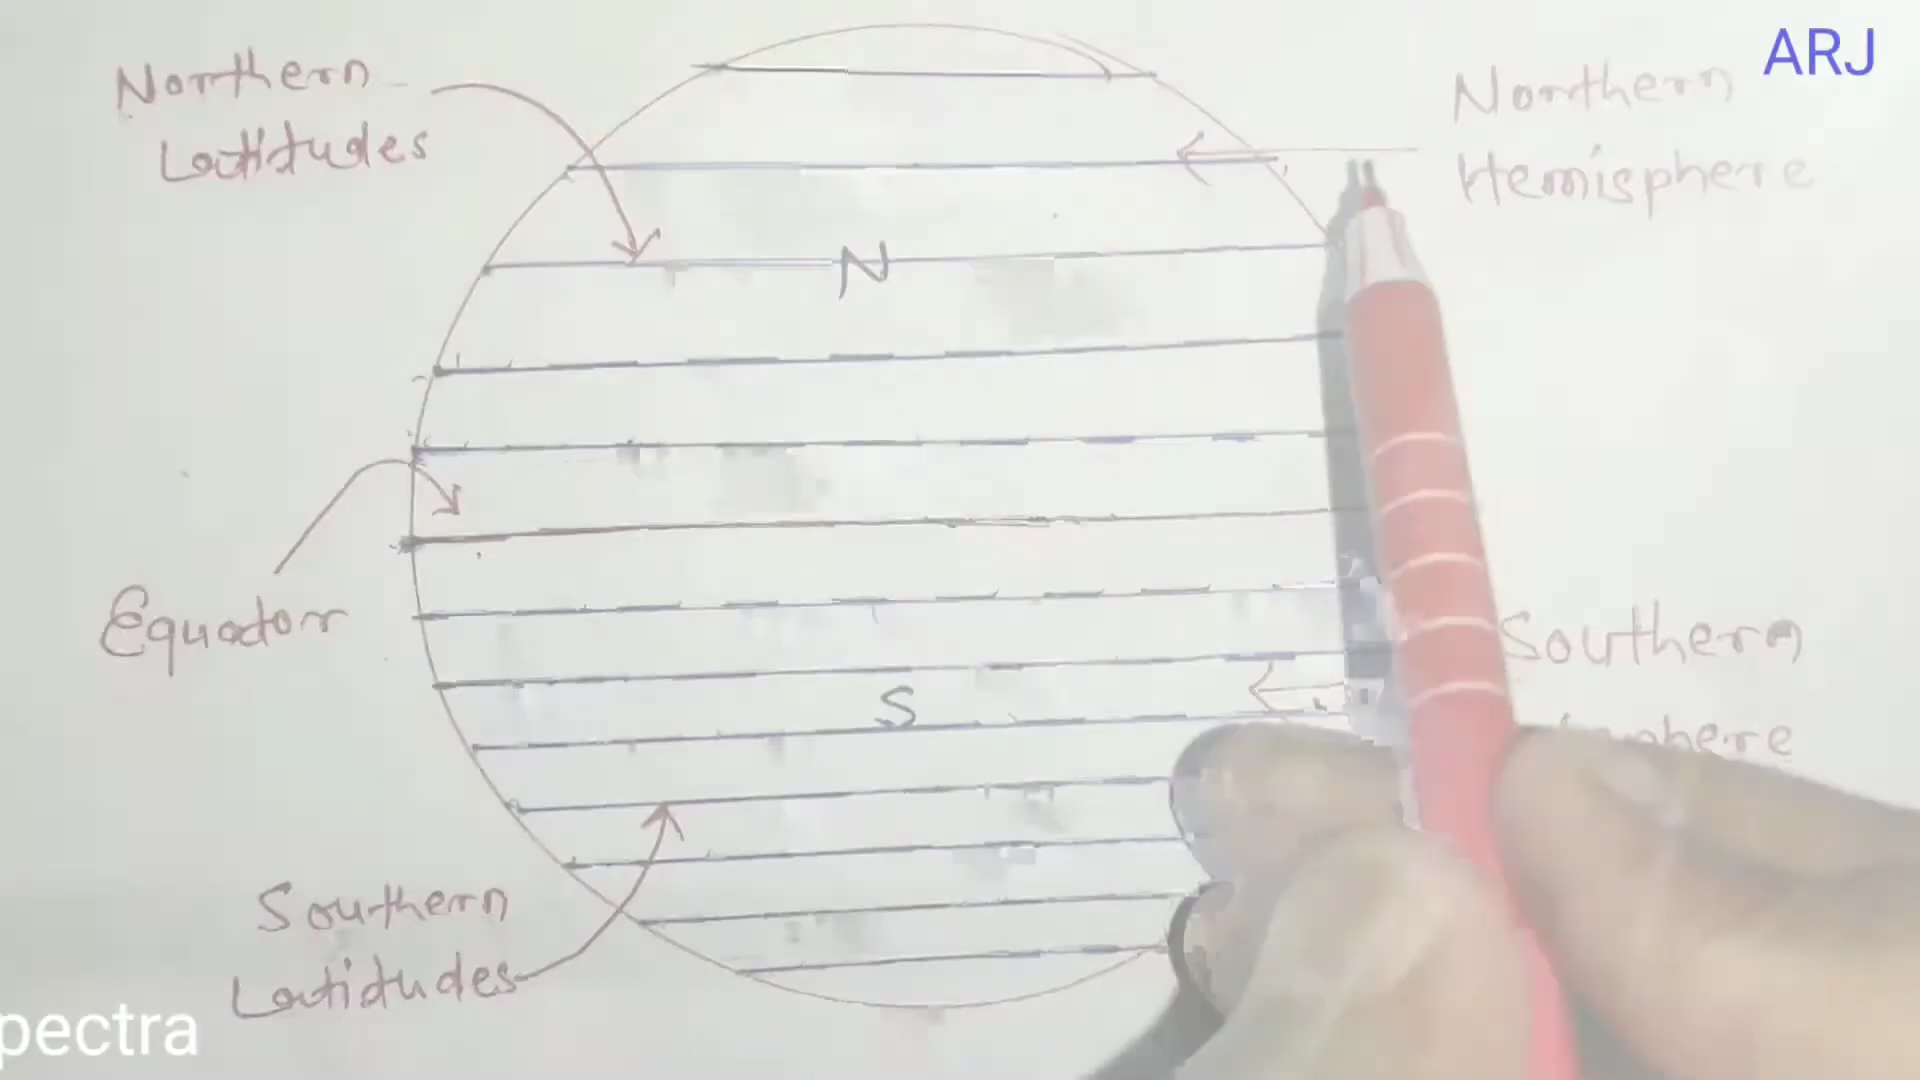 ARJ
Northern
Latitudes
Northern
Hemisphere
N
Equator
Southern
S
Southern
Latitudes
pectra